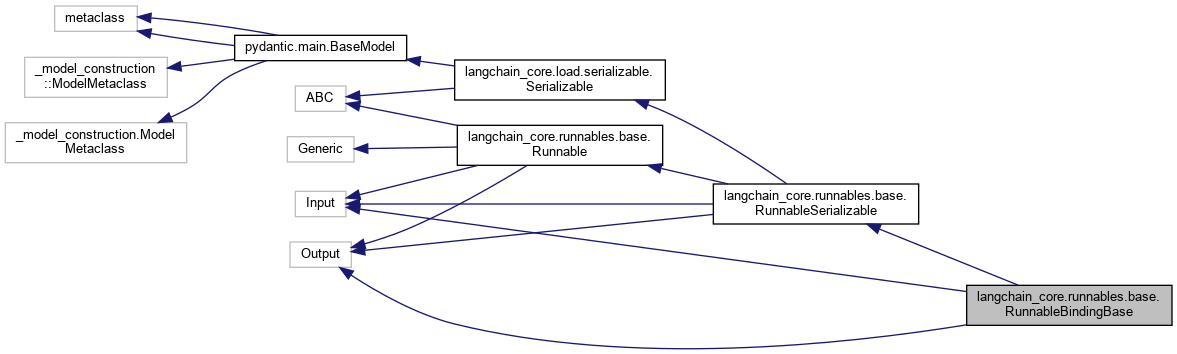 metaclass
pydantic.main.BaseModel
_model_construction
::ModelMetaclass
langchain_core.load.serializable.
Serializable
ABC
_model_construction.Model
Metaclass
langchain_core.runnables.base.
Runnable
Generic
Input
langchain_core.runnables.base.
RunnableSerializable
Output
langchain_core.runnables.base.
RunnableBindingBase